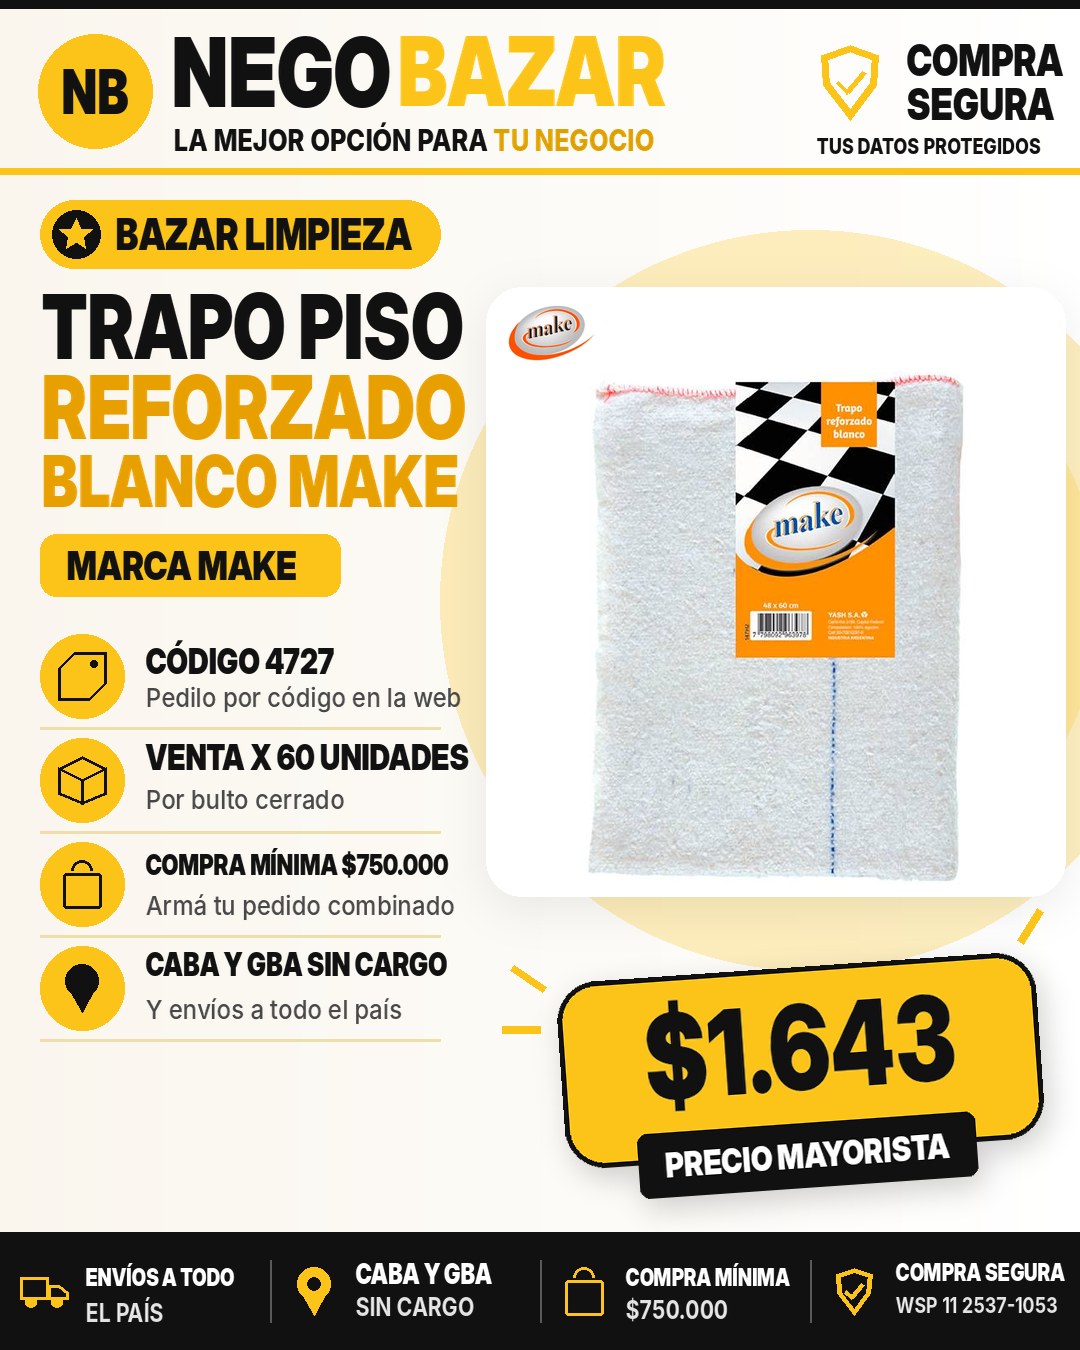 NB
NEGOBAZAR
LA MEJOR OPCIÓN PARA TU NEGOCIO
COMPRA
SEGURA
TUS DATOS PROTEGIDOS
BAZAR LIMPIEZA
TRAPO PISO
REFORZADO
BLANCO MAKE
MARCA MAKE
CÓDIGO 4727
Pedilo por código en la web
VENTA X 60 UNIDADES
Por bulto cerrado
COMPRA MÍNIMA $750.000
Armá tu pedido combinado
CABA Y GBA SIN CARGO
Y envíos a todo el país
make
Trapo
reforzado
blanco
make
48 x 60 cm
YASH S.A.
INDUSTRIA ARGENTINA
$1.643
PRECIO MAYORISTA
ENVÍOS A TODO
EL PAÍS
CABA Y GBA
SIN CARGO
COMPRA MÍNIMA
$750.000
COMPRA SEGURA
WSP 11 2537-1053